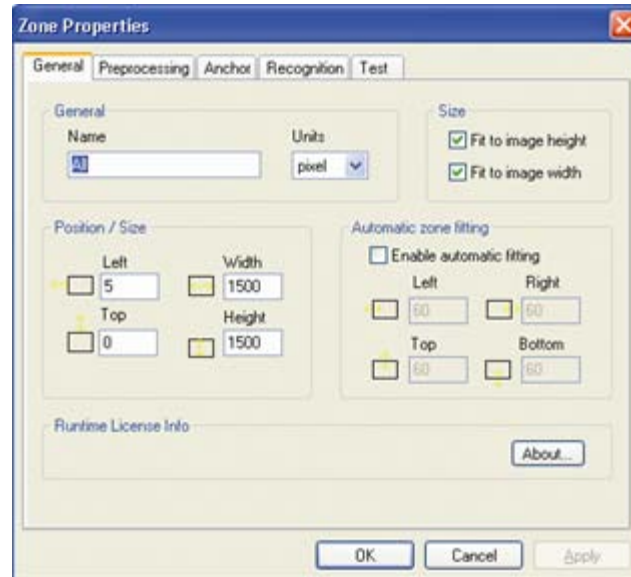 Zone Properties
General Preprocessing Anchor Recognition Test
General
Name Units
All pixel
Size
Fit to image height
Fit to image width
Position / Size
Left Width
5 1500
Top Height
0 1500
Automatic zone fitting
Enable automatic fitting
Left Right
60 60
Top Bottom
60 60
Runtime License Info
About...
OK Cancel Apply